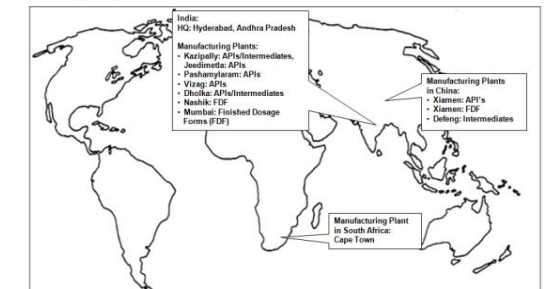 India:
HQ: Hyderabad, Andhra Pradesh
Manufacturing Plants:
• Kazipally: APIs/Intermediates,
Jeedimetla: APIs
• Pashamylaram: APIs
• Vizag: APIs
• Dholka: APIs/Intermediates
• Nashik: FDF
• Mumbai: Finished Dosage
Forms (FDF)
Manufacturing Plants
in China:
• Xiamen: API's
• Xiamen: FDF
• Defeng: Intermediates
Manufacturing Plant
in South Africa:
Cape Town